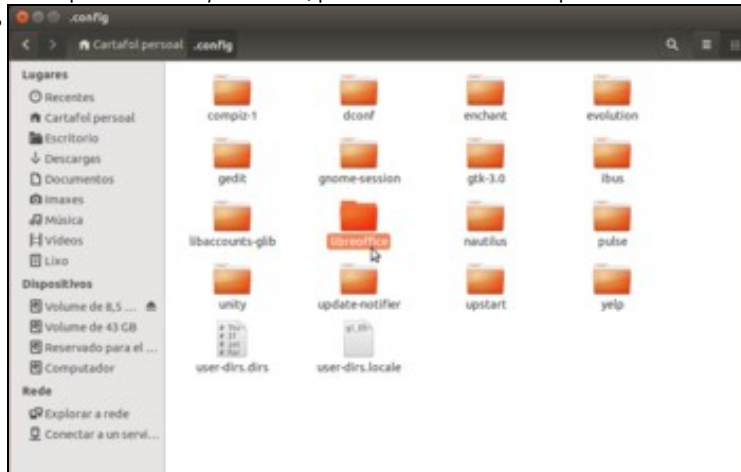 .config
Cartafol persoal .config
Lugares
Recentes
Cartafol persoal
Escritorio
Descargas
Documentos
Imaxes
Música
Vídeos
Lixo
Dispositivos
Volume de 8,5 ...
Volume de 43 GB
Reservado para el ...
Computador
Rede
Explorar a rede
Conectar a un servi...
compiz-1 dconf enchant evolution
gedit gnome-session gtk-3.0 ibus
libaccounts-glib libreoffice nautilus pulse
unity update-notifier upstart yelp
user-dirs.dirs user-dirs.locale